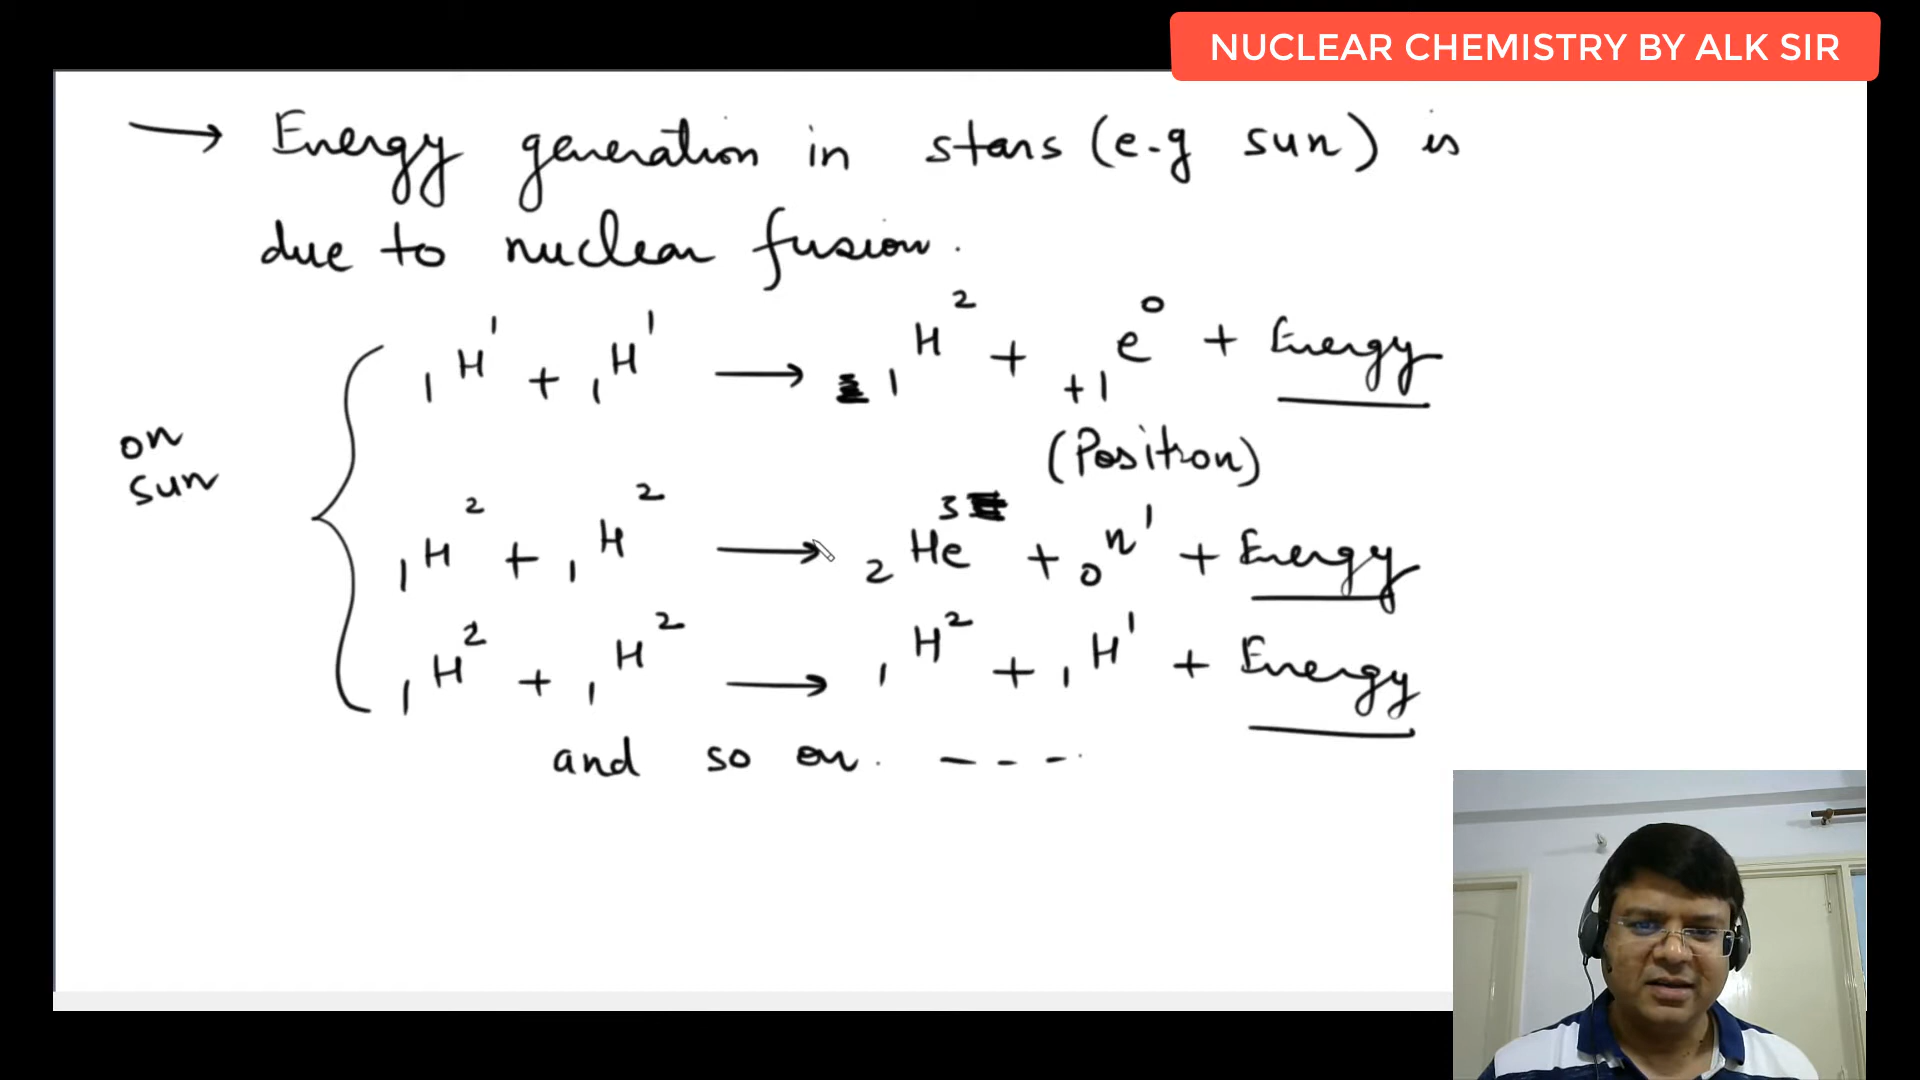 NUCLEAR CHEMISTRY BY ALK SIR
→ Energy generation in stars (e-g sun) is
due to nuclear fusion.
₁H¹ + ₁H¹ → ₁H² + ₊₁e⁰ + Energy
(Position)
on
sun
₁H² + ₁H² → ₂He³ + ₀n¹ + Energy
₁H² + ₁H² → ₁H² + ₁H¹ + Energy
and so on. - - - .